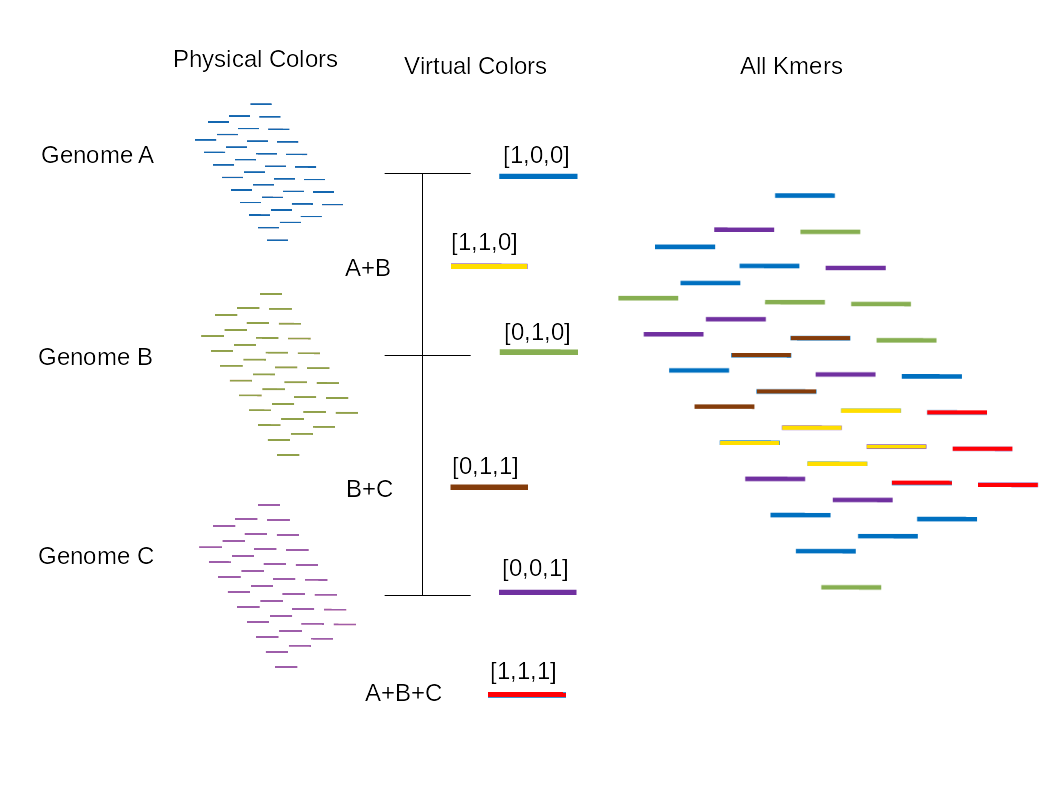 Physical Colors
Virtual Colors
All Kmers
Genome A
[1,0,0]
[1,1,0]
A+B
[0,1,0]
Genome B
[0,1,1]
B+C
Genome C
[0,0,1]
[1,1,1]
A+B+C